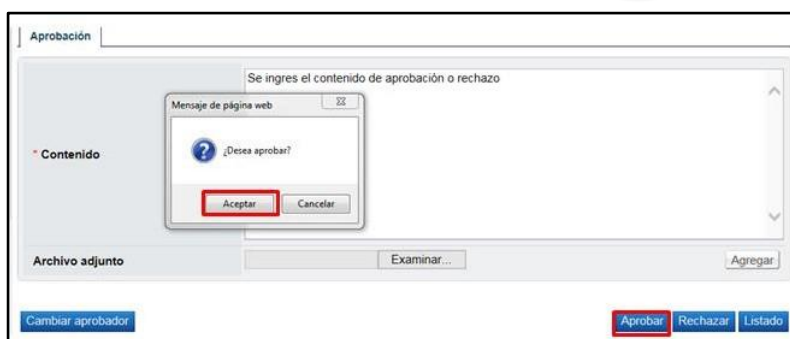 Aprobación
Se ingres el contenido de aprobación o rechazo
Mensaje de página web
* Contenido
¿Desea aprobar?
Aceptar Cancelar
Archivo adjunto Examinar... Agregar
Cambiar aprobador Aprobar Rechazar Listado